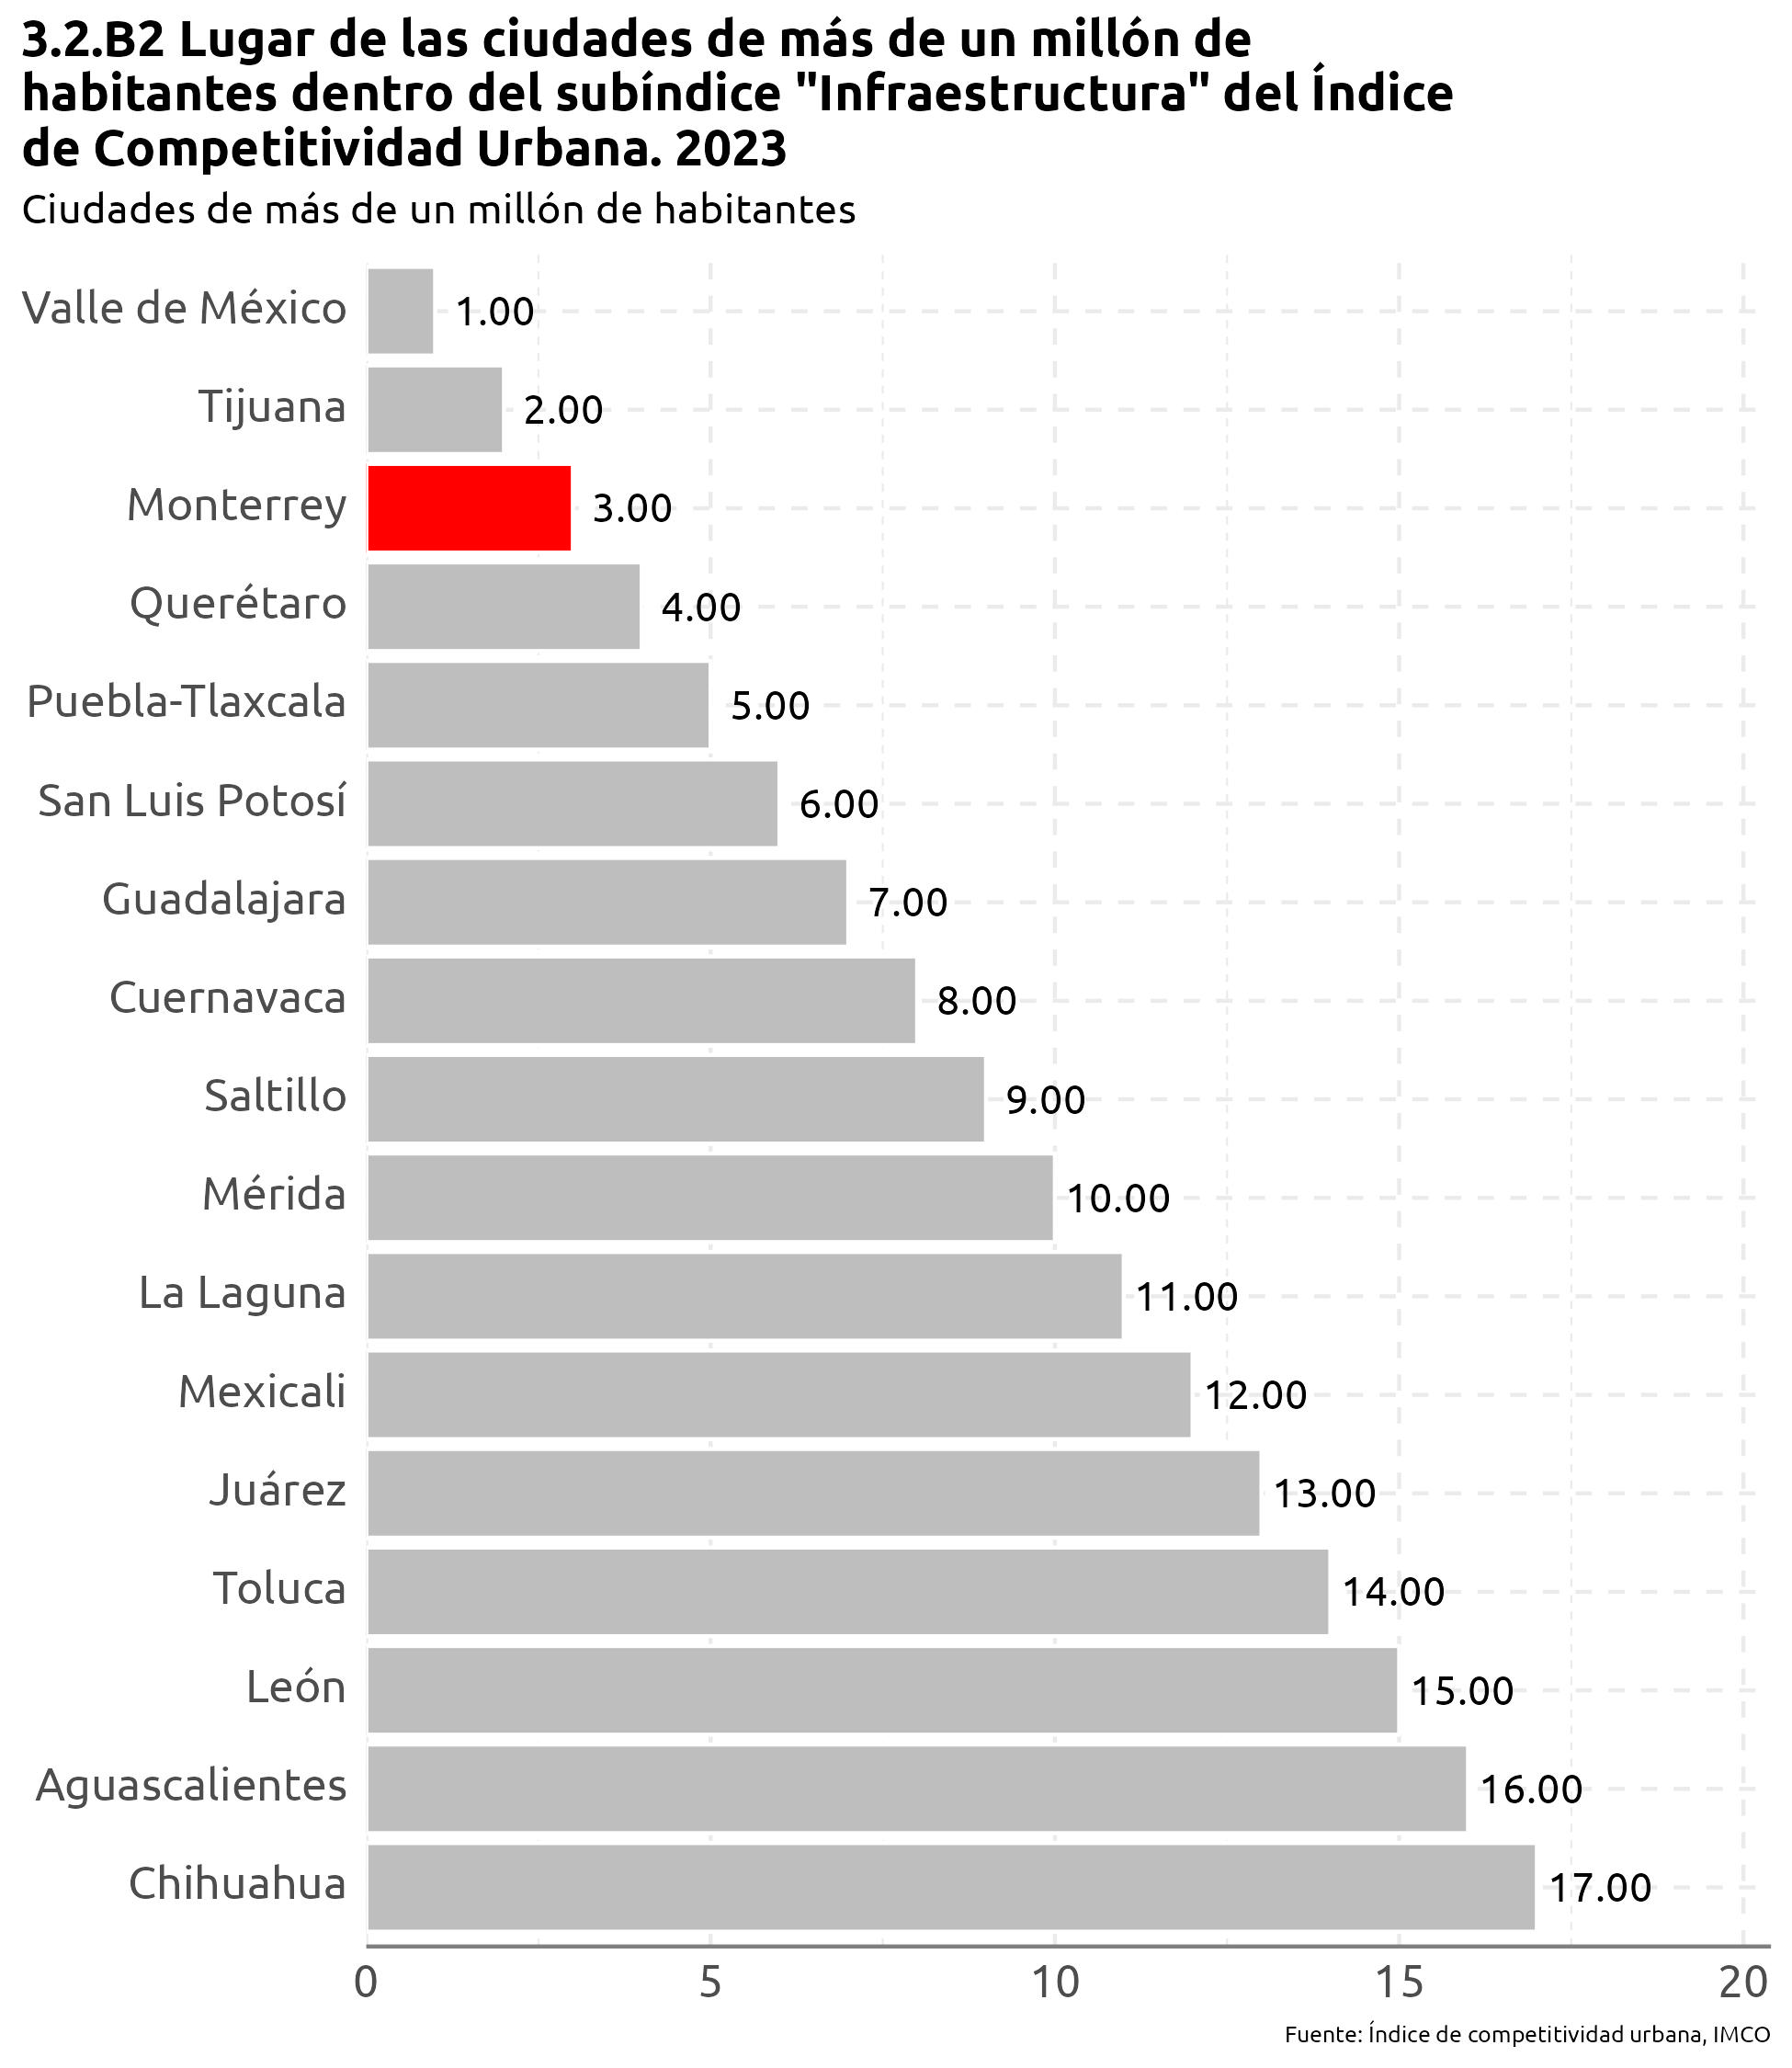 3.2.B2 Lugar de las ciudades de más de un millón de
habitantes dentro del subíndice "Infraestructura" del Índice
de Competitividad Urbana. 2023
Ciudades de más de un millón de habitantes
Valle de México 1.00
Tijuana 2.00
Monterrey 3.00
Querétaro 4.00
Puebla-Tlaxcala 5.00
San Luis Potosí 6.00
Guadalajara 7.00
Cuernavaca 8.00
Saltillo 9.00
Mérida 10.00
La Laguna 11.00
Mexicali 12.00
Juárez 13.00
Toluca 14.00
León 15.00
Aguascalientes 16.00
Chihuahua 17.00
0 5 10 15 20
Fuente: Índice de competitividad urbana, IMCO